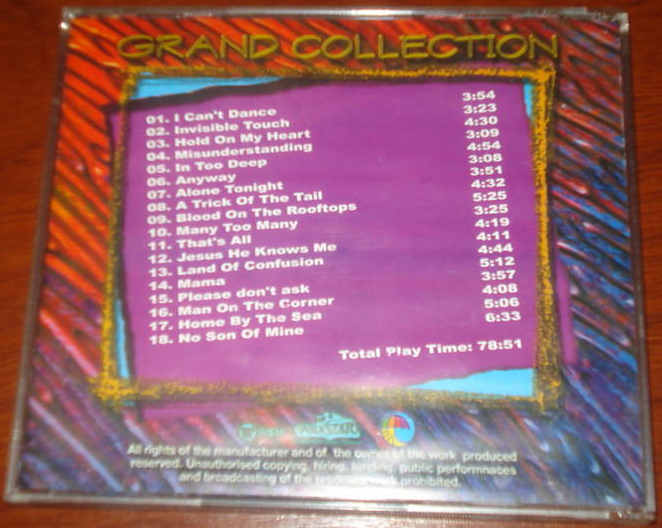 GRAND COLLECTION
01. I Can't Dance 3:54
02. Invisible Touch 3:23
03. Hold On My Heart 4:30
04. Misunderstanding 3:09
05. In Too Deep 4:54
06. Anyway 3:08
07. Alone Tonight 3:51
08. A Trick Of The Tail 4:32
09. Blood On The Rooftops 5:25
10. Many Too Many 3:25
11. That's All 4:19
12. Jesus He Knows Me 4:11
13. Land Of Confusion 4:44
14. Mama 5:12
15. Please don't ask 3:57
16. Man On The Corner 4:08
17. Home By The Sea 5:06
18. No Son Of Mine 6:33
Total Play Time: 78:51
All rights of the manufacturer and of the owner of the work produced
reserved. Unauthorised copying, hiring, lending, public performnaces
and broadcasting of the work prohibited.